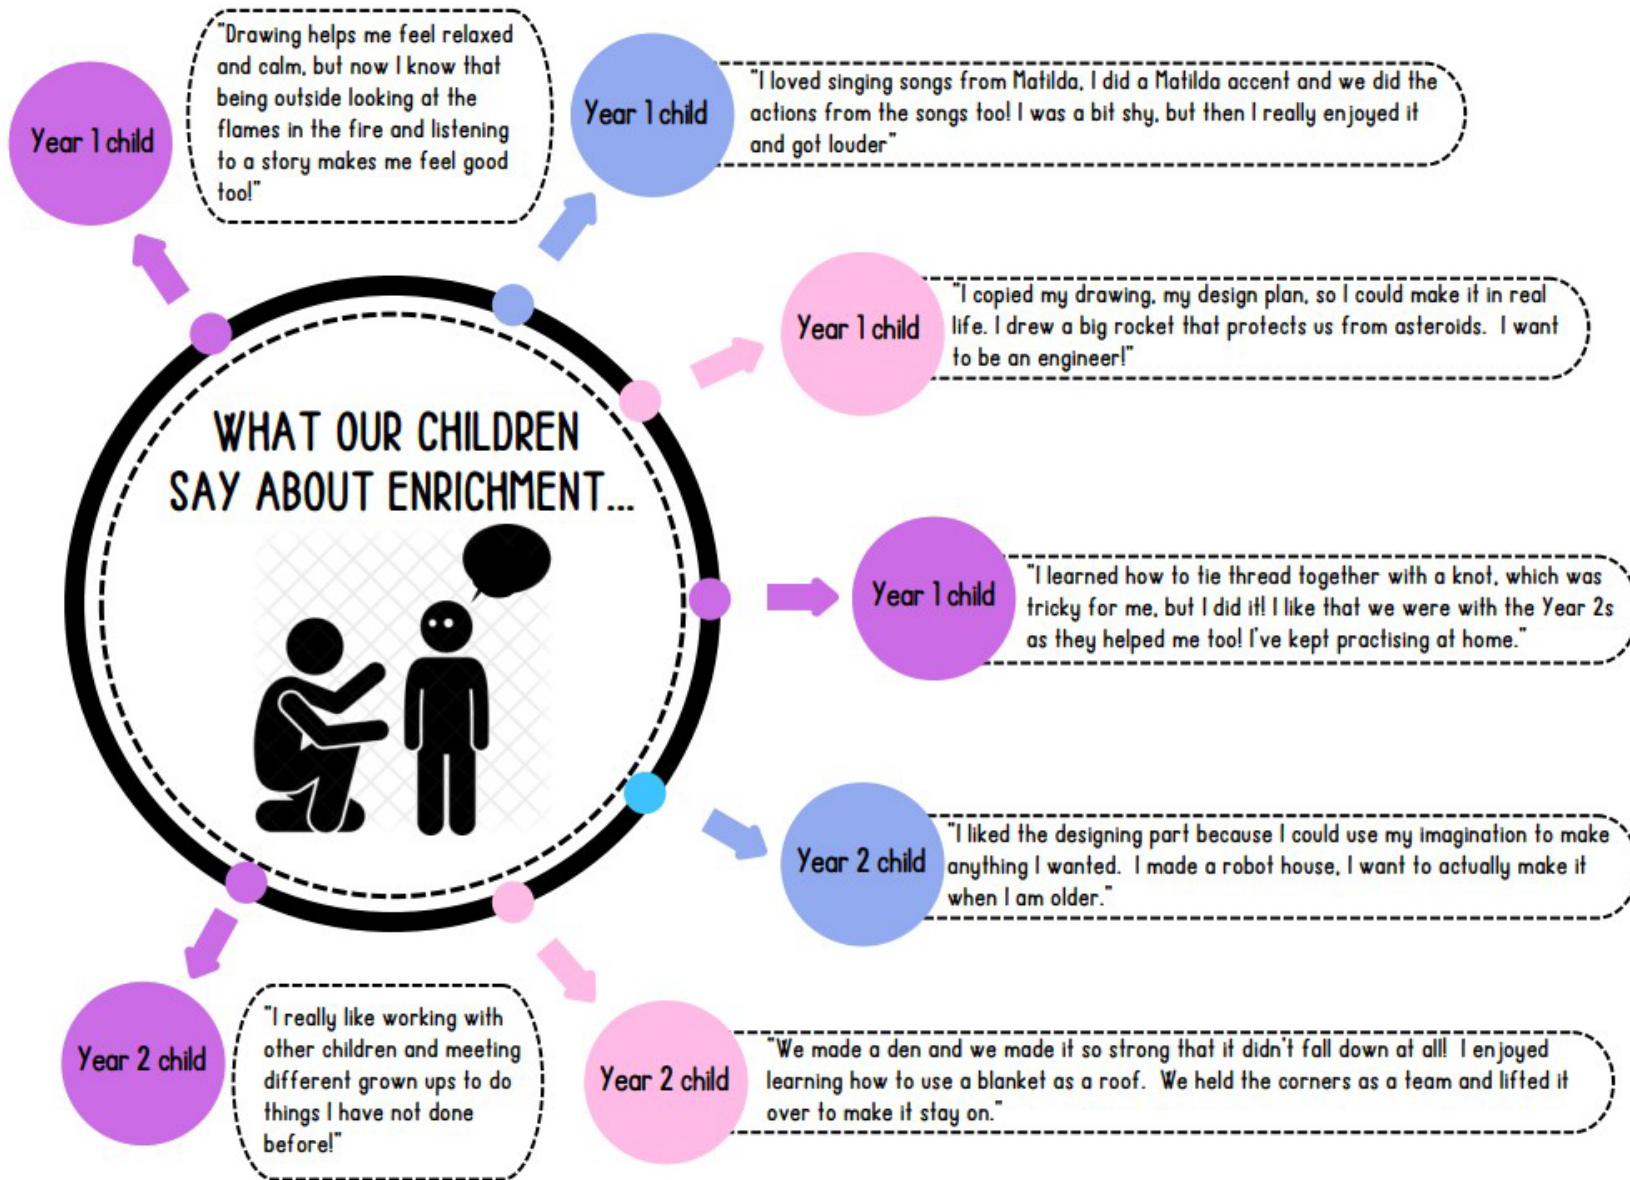 WHAT OUR CHILDREN
SAY ABOUT ENRICHMENT...
Year 1 child
"Drawing helps me feel relaxed
and calm, but now I know that
being outside looking at the
flames in the fire and listening
to a story makes me feel good
too!"
Year 1 child
"I loved singing songs from Matilda, I did a Matilda accent and we did the
actions from the songs too! I was a bit shy, but then I really enjoyed it
and got louder"
Year 1 child
"I copied my drawing, my design plan, so I could make it in real
life. I drew a big rocket that protects us from asteroids.  I want
to be an engineer!"
Year 1 child
"I learned how to tie thread together with a knot, which was
tricky for me, but I did it! I like that we were with the Year 2s
as they helped me too! I've kept practising at home."
Year 2 child
"I liked the designing part because I could use my imagination to make
anything I wanted.  I made a robot house, I want to actually make it
when I am older."
Year 2 child
"We made a den and we made it so strong that it didn't fall down at all!  I enjoyed
learning how to use a blanket as a roof.  We held the corners as a team and lifted it
over to make it stay on."
Year 2 child
"I really like working with
other children and meeting
different grown ups to do
things I have not done
before!"